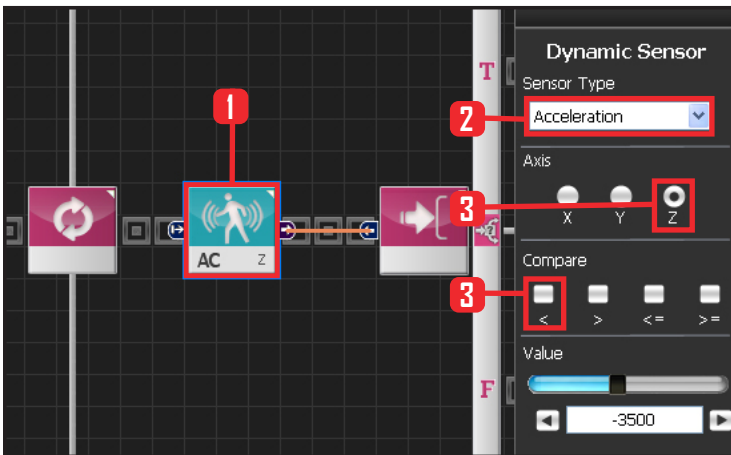 1
AC Z
T
F
Dynamic Sensor
Sensor Type
2
Acceleration
Axis
3
X Y Z
Compare
3
< > <= >=
Value
-3500